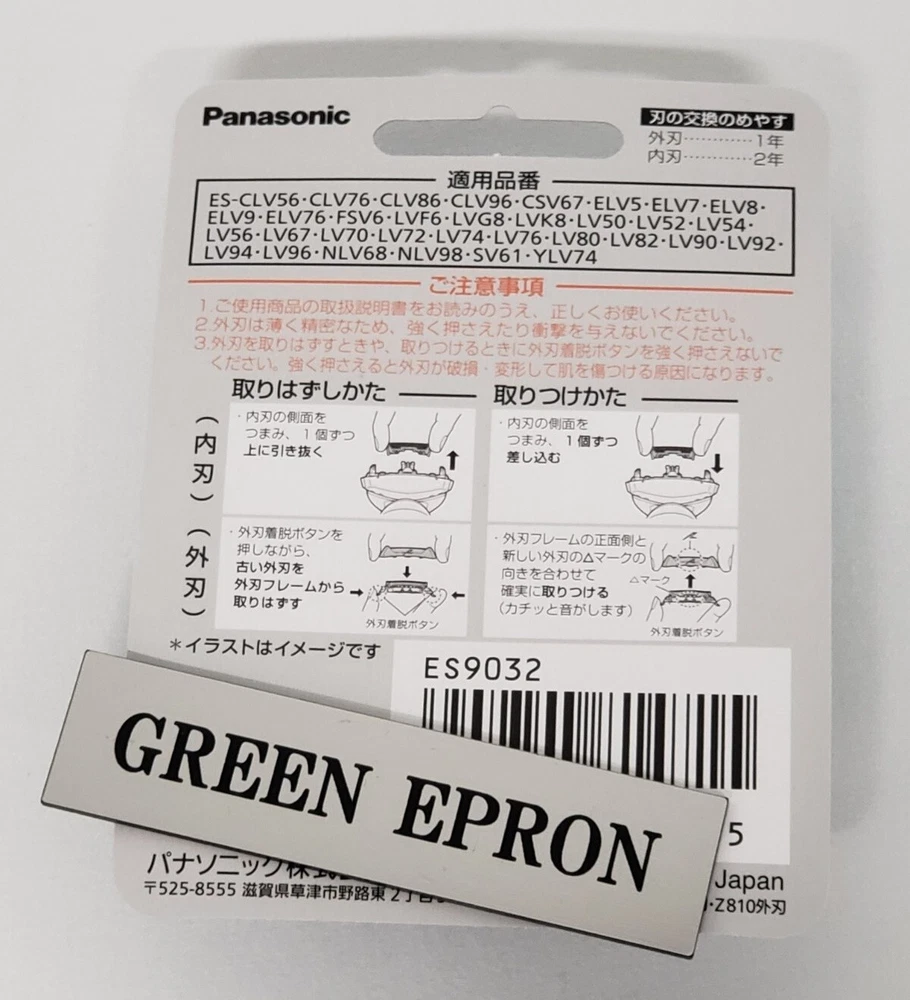 Panasonic
刃の交換のめやす
外刃…………1年
内刃…………2年
適用品番
ES-CLV56・CLV76・CLV86・CLV96・CSV67・ELV5・ELV7・ELV8・
ELV9・ELV76・FSV6・LVF6・LVG8・LVK8・LV50・LV52・LV54・
LV56・LV67・LV70・LV72・LV74・LV76・LV80・LV82・LV90・LV92・
LV94・LV96・NLV68・NLV98・SV61・YLV74
ご注意事項
1.ご使用商品の取扱説明書をお読みのうえ、正しくお使いください。
2.外刃は薄く精密なため、強く押さえたり衝撃を与えないでください。
3.外刃を取りはずすときや、取りつけるときに外刃着脱ボタンを強く押さえないで
ください。強く押さえると外刃が破損・変形して肌を傷つける原因になります。
取りはずしかた
取りつけかた
(内刃)
・内刃の側面を
つまみ、1個ずつ
上に引き抜く
・内刃の側面を
つまみ、1個ずつ
差し込む
(外刃)
・外刃着脱ボタンを
押しながら、
古い外刃を
外刃フレームから
取りはずす
外刃着脱ボタン
・外刃フレームの正面側と
新しい外刃の△マークの
向きを合わせて
確実に取りつける
(カチッと音がします)
△マーク
外刃着脱ボタン
*イラストはイメージです
ES9032
GREEN EPRON
5
パナソニック株式
Japan
〒525-8555 滋賀県草津市野路東2丁目
Z810外刃